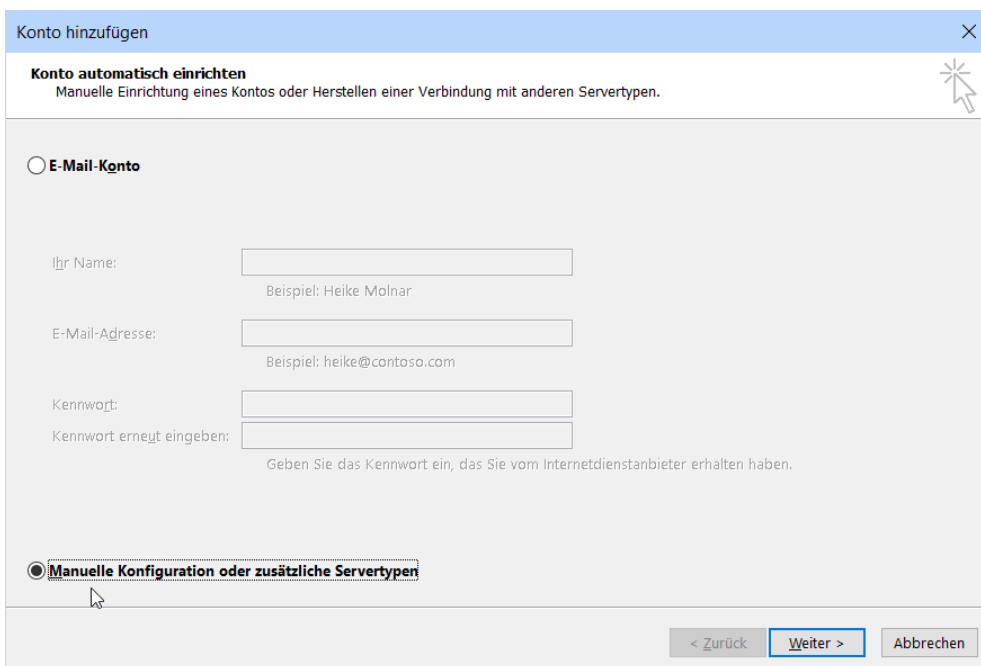 Konto hinzufügen
Konto automatisch einrichten
Manuelle Einrichtung eines Kontos oder Herstellen einer Verbindung mit anderen Servertypen.
E-Mail-Konto
Ihr Name:
Beispiel: Heike Molnar
E-Mail-Adresse:
Beispiel: heike@contoso.com
Kennwort:
Kennwort erneut eingeben:
Geben Sie das Kennwort ein, das Sie vom Internetdienstanbieter erhalten haben.
Manuelle Konfiguration oder zusätzliche Servertypen
< Zurück Weiter > Abbrechen